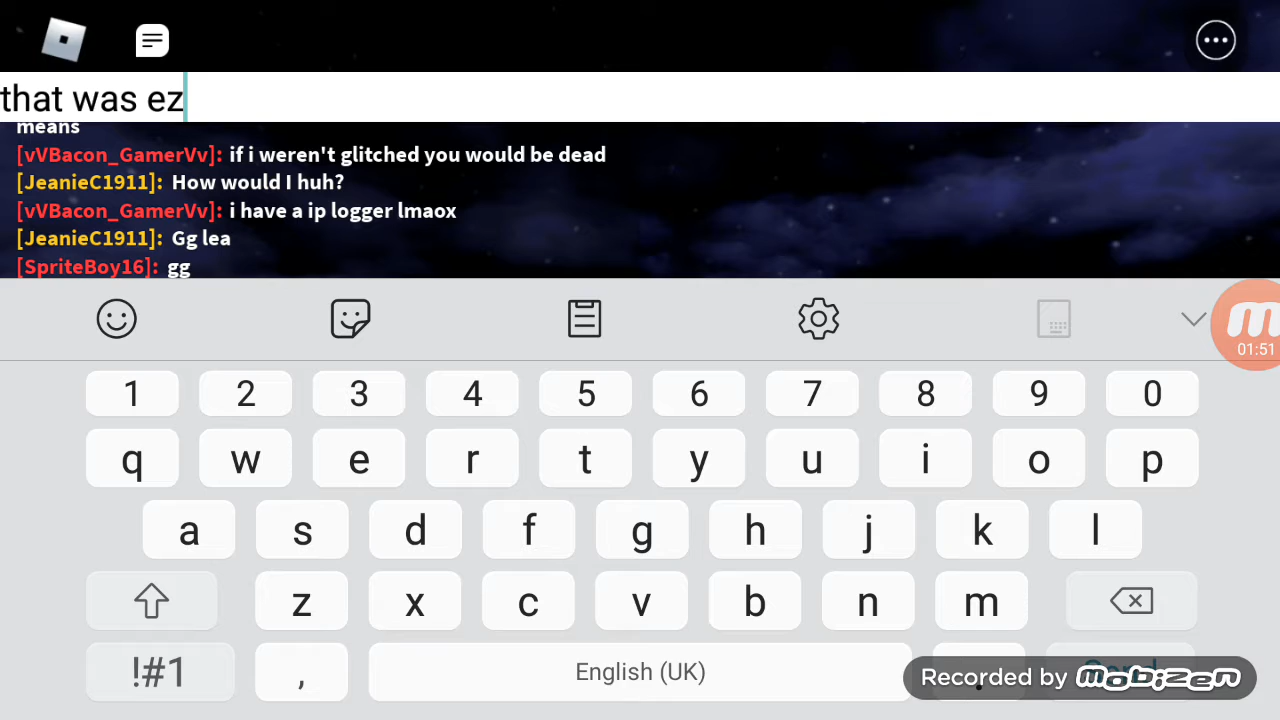 that was ez
means
[vVBacon_GamerVv]: if i weren't glitched you would be dead
[JeanieC1911]: How would I huh?
[vVBacon_GamerVv]: i have a ip logger lmaox
[JeanieC1911]: Gg lea
[SpriteBoy16]: gg
01:51
1 2 3 4 5 6 7 8 9 0
q w e r t y u i o p
a s d f g h j k l
z x c v b n m
!#1 , English (UK) .
Recorded by mobizen